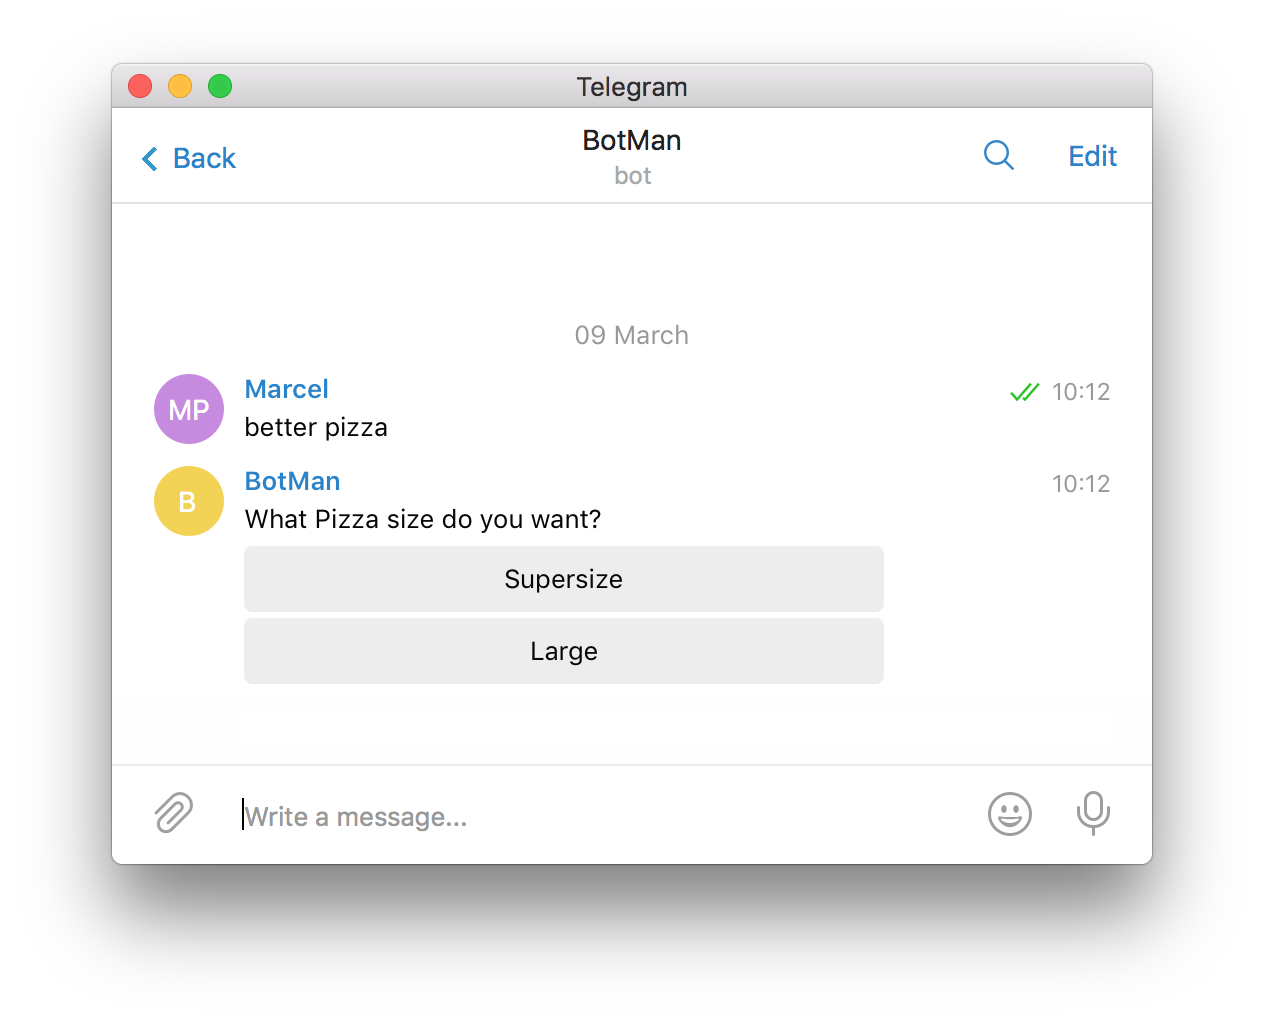 Telegram
Back
BotMan
bot
Edit
09 March
MP
Marcel
10:12
better pizza
B
BotMan
10:12
What Pizza size do you want?
Supersize
Large
Write a message...